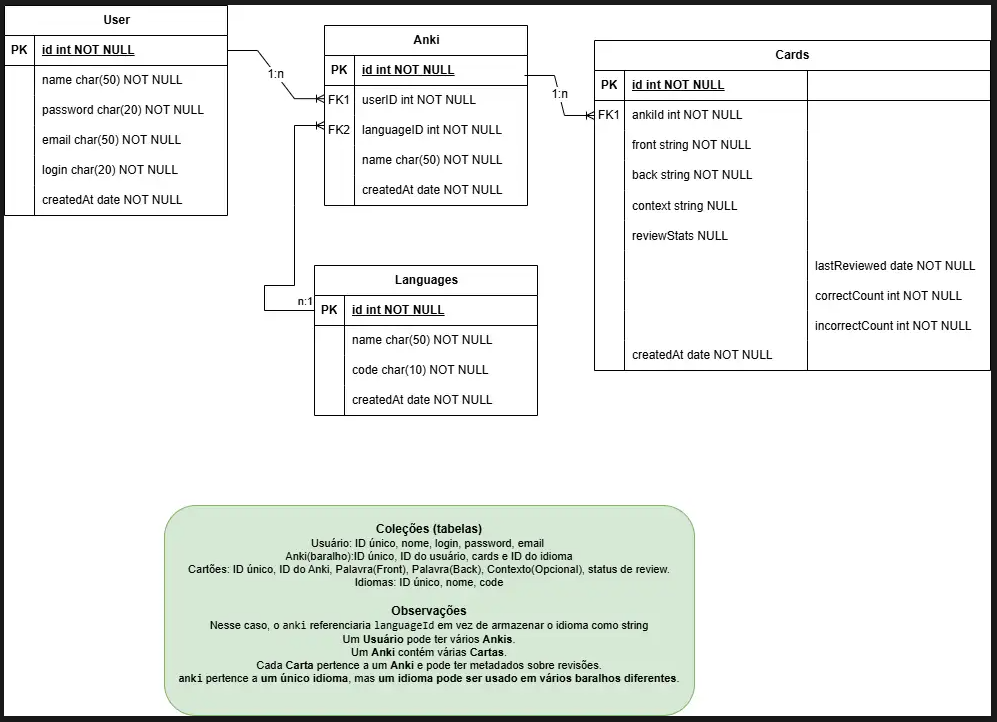 User
PK id int NOT NULL
name char(50) NOT NULL
password char(20) NOT NULL
email char(50) NOT NULL
login char(20) NOT NULL
createdAt date NOT NULL
1:n
Anki
PK id int NOT NULL
FK1 userID int NOT NULL
FK2 languageID int NOT NULL
name char(50) NOT NULL
createdAt date NOT NULL
1:n
Cards
PK id int NOT NULL
FK1 ankiId int NOT NULL
front string NOT NULL
back string NOT NULL
context string NULL
reviewStats NULL
lastReviewed date NOT NULL
correctCount int NOT NULL
incorrectCount int NOT NULL
createdAt date NOT NULL
n:1
Languages
PK id int NOT NULL
name char(50) NOT NULL
code char(10) NOT NULL
createdAt date NOT NULL
Coleções (tabelas)
Usuário: ID único, nome, login, password, email
Anki(baralho):ID único, ID do usuário, cards e ID do idioma
Cartões: ID único, ID do Anki, Palavra(Front), Palavra(Back), Contexto(Opcional), status de review.
Idiomas: ID único, nome, code
Observações
Nesse caso, o anki referenciaria languageId em vez de armazenar o idioma como string
Um Usuário pode ter vários Ankis.
Um Anki contém várias Cartas.
Cada Carta pertence a um Anki e pode ter metadados sobre revisões.
anki pertence a um único idioma, mas um idioma pode ser usado em vários baralhos diferentes.